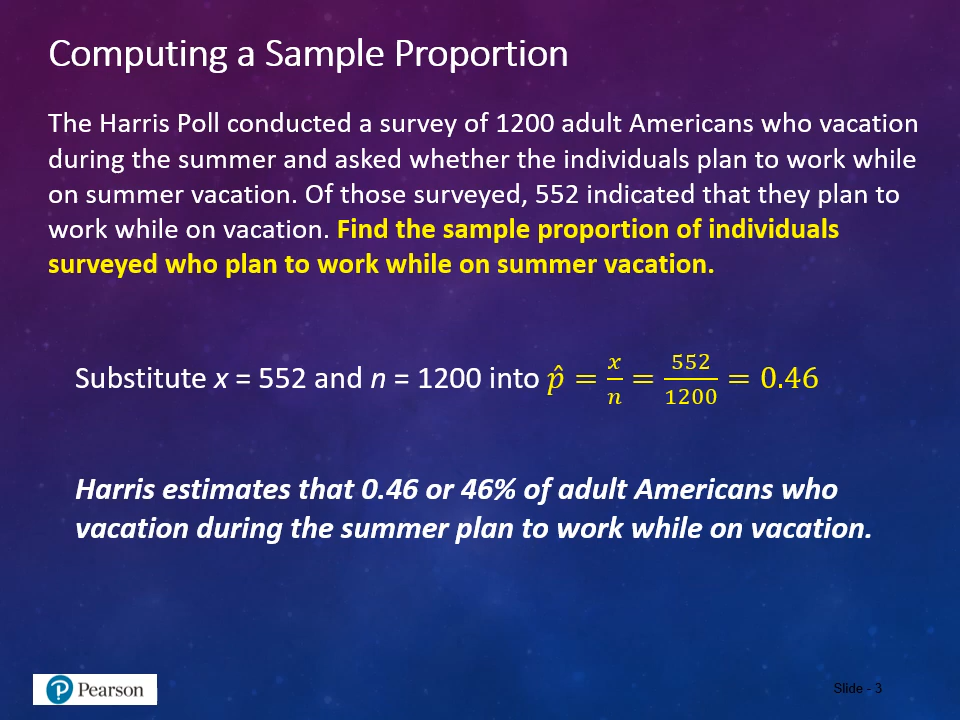 Computing a Sample Proportion
The Harris Poll conducted a survey of 1200 adult Americans who vacation
during the summer and asked whether the individuals plan to work while
on summer vacation. Of those surveyed, 552 indicated that they plan to
work while on vacation. Find the sample proportion of individuals
surveyed who plan to work while on summer vacation.
Substitute x = 552 and n = 1200 into p̂ = x/n = 552/1200 = 0.46
Harris estimates that 0.46 or 46% of adult Americans who
vacation during the summer plan to work while on vacation.
Pearson
Slide - 3